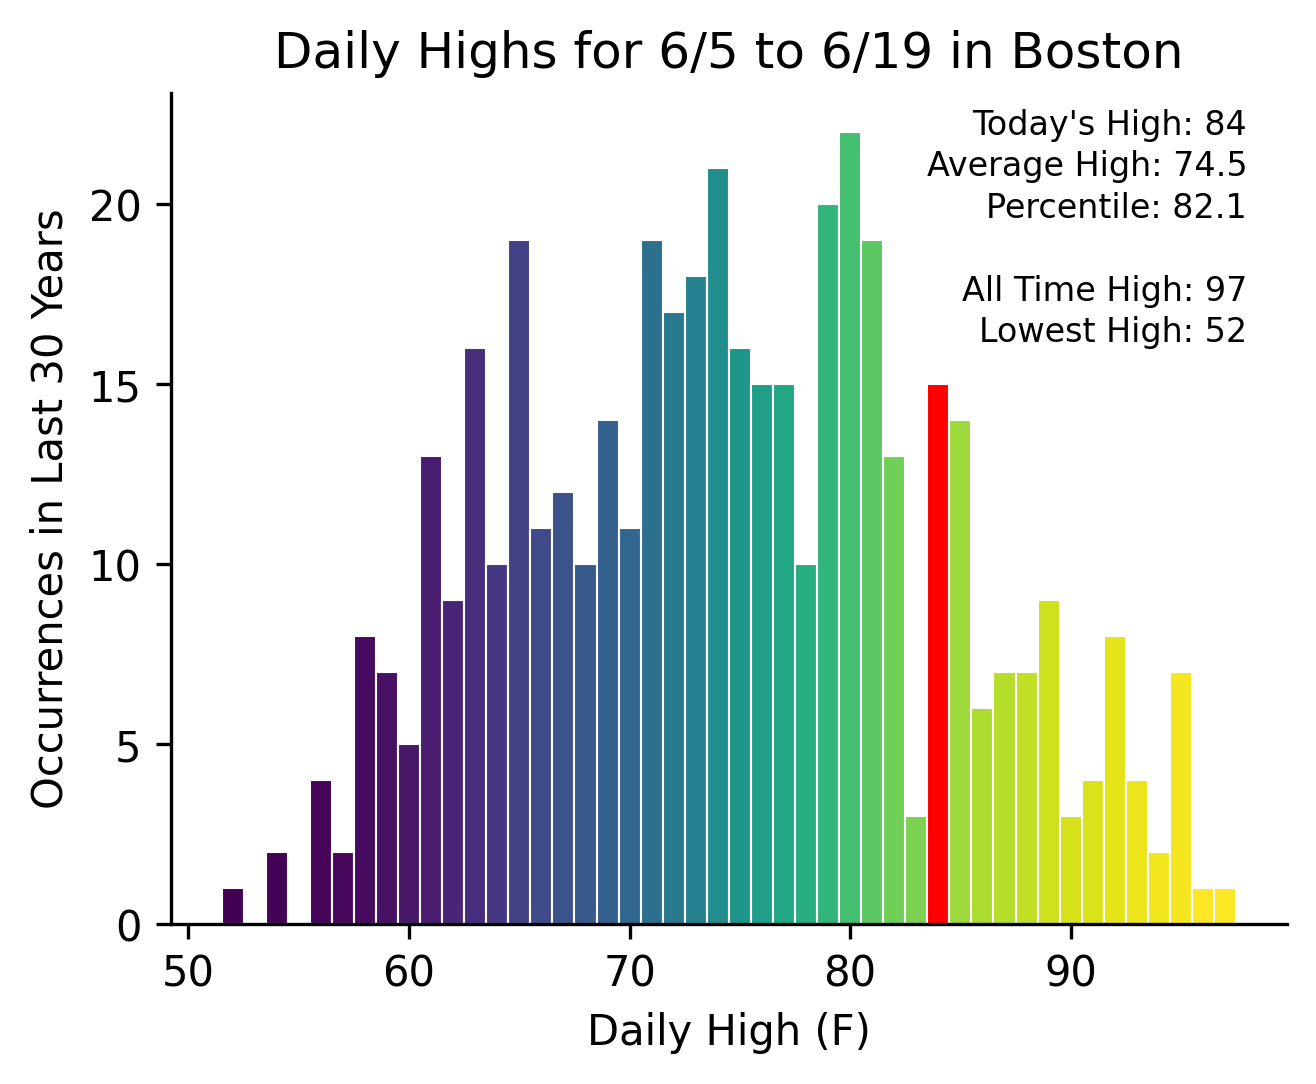 Daily Highs for 6/5 to 6/19 in Boston
Today's High: 84
Average High: 74.5
Percentile: 82.1
All Time High: 97
Lowest High: 52
Occurrences in Last 30 Years
20
15
10
5
0
50 60 70 80 90
Daily High (F)